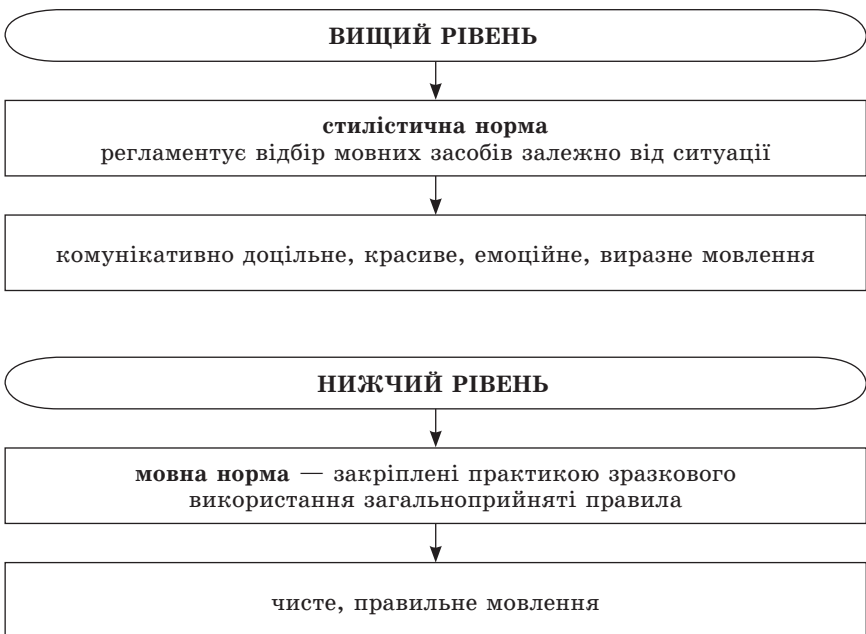 ВИЩИЙ РІВЕНЬ
стилістична норма
регламентує відбір мовних засобів залежно від ситуації
комунікативно доцільне, красиве, емоційне, виразне мовлення
НИЖЧИЙ РІВЕНЬ
мовна норма — закріплені практикою зразкового
використання загальноприйняті правила
чисте, правильне мовлення